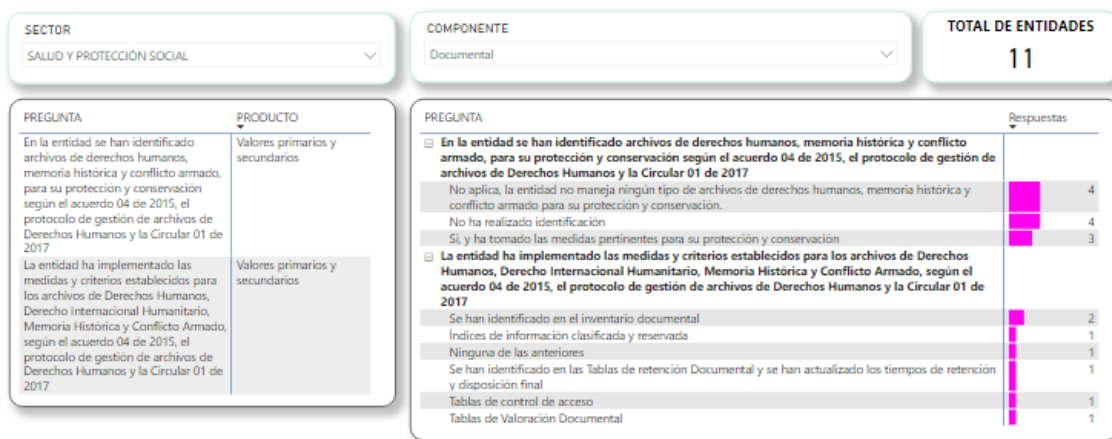 SECTOR
SALUD Y PROTECCIÓN SOCIAL
COMPONENTE
Documental
TOTAL DE ENTIDADES
11
PREGUNTA PRODUCTO
En la entidad se han identificado
archivos de derechos humanos,
memoria histórica y conflicto armado,
para su protección y conservación
según el acuerdo 04 de 2015, el
protocolo de gestión de archivos de
Derechos Humanos y la Circular 01 de
2017
Valores primarios y
secundarios
La entidad ha implementado las
medidas y criterios establecidos para
los archivos de Derechos Humanos,
Derecho Internacional Humanitario,
Memoria Histórica y Conflicto Armado,
según el acuerdo 04 de 2015, el
protocolo de gestión de archivos de
Derechos Humanos y la Circular 01 de
2017
Valores primarios y
secundarios
PREGUNTA Respuestas
En la entidad se han identificado archivos de derechos humanos, memoria histórica y conflicto
armado, para su protección y conservación según el acuerdo 04 de 2015, el protocolo de gestión de
archivos de Derechos Humanos y la Circular 01 de 2017
No aplica, la entidad no maneja ningún tipo de archivos de derechos humanos, memoria histórica y 4
conflicto armado para su protección y conservación.
No ha realizado identificación 4
Si, y ha tomado las medidas pertinentes para su protección y conservación 3
La entidad ha implementado las medidas y criterios establecidos para los archivos de Derechos
Humanos, Derecho Internacional Humanitario, Memoria Histórica y Conflicto Armado, según el
acuerdo 04 de 2015, el protocolo de gestión de archivos de Derechos Humanos y la Circular 01 de
2017
Se han identificado en el inventario documental 2
Índices de información clasificada y reservada 1
Ninguna de las anteriores 1
Se han identificado en las Tablas de retención Documental y se han actualizado los tiempos de retención 1
y disposición final
Tablas de control de acceso 1
Tablas de Valoración Documental 1